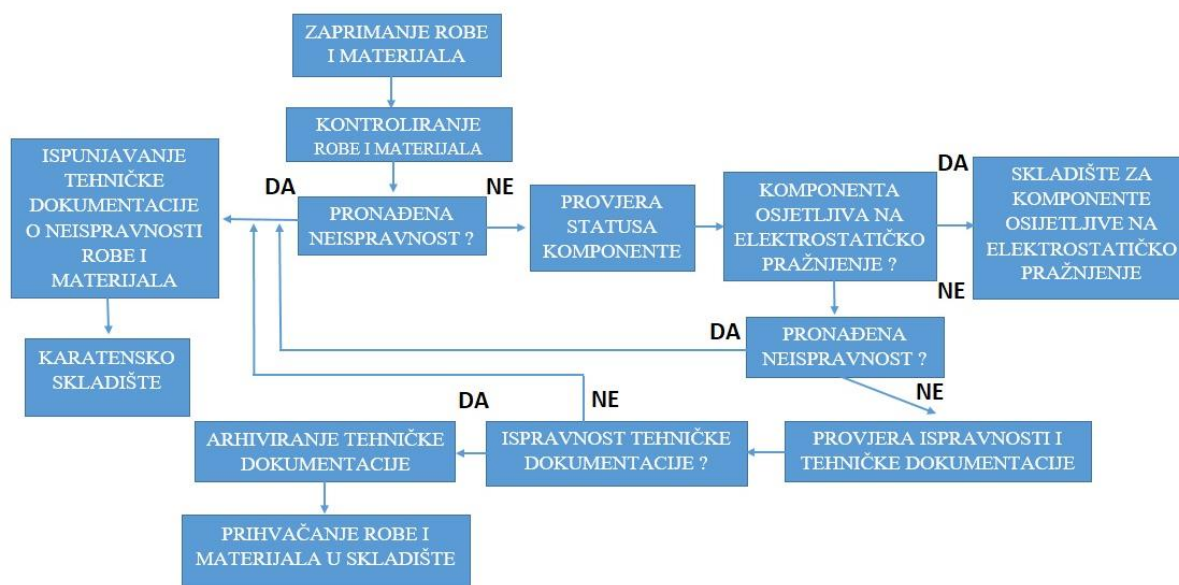 ZAPRIMANJE ROBE
I MATERIJALA
KONTROLIRANJE
ROBE I MATERIJALA
DA
NE
PRONAĐENA
NEISPRAVNOST ?
ISPUNJAVANJE
TEHNIČKE
DOKUMENTACIJE
O NEISPRAVNOSTI
ROBE I
MATERIJALA
KARATENSKO
SKLADIŠTE
PROVJERA
STATUSA
KOMPONENTE
KOMPONENTA
OSJETLJIVA NA
ELEKTROSTATIČKO
PRAŽNJENJE ?
DA
NE
SKLADIŠTE ZA
KOMPONENTE
OSIJETLJIVE NA
ELEKTROSTATIČKO
PRAŽNJENJE
PRONAĐENA
NEISPRAVNOST ?
DA
NE
PROVJERA ISPRAVNOSTI I
TEHNIČKE DOKUMENTACIJE
ISPRAVNOST TEHNIČKE
DOKUMENTACIJE ?
DA
NE
ARHIVIRANJE TEHNIČKE
DOKUMENTACIJE
PRIHVAČANJE ROBE I
MATERIJALA U SKLADIŠTE